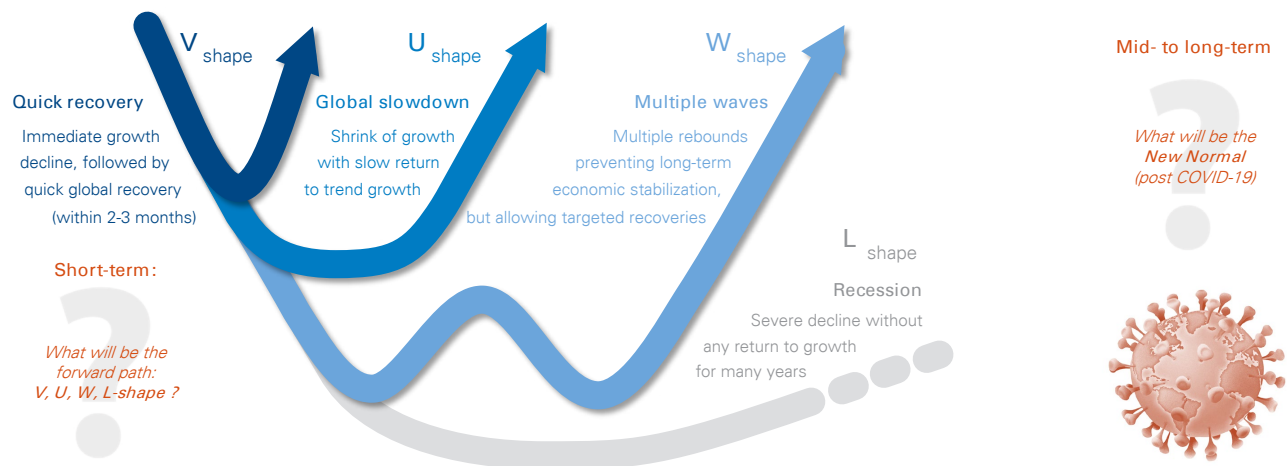 V shape
Quick recovery
Immediate growth
decline, followed by
quick global recovery
(within 2-3 months)
U shape
Global slowdown
Shrink of growth
with slow return
to trend growth
W shape
Multiple waves
Multiple rebounds
preventing long-term
economic stabilization,
but allowing targeted recoveries
L shape
Recession
Severe decline without
any return to growth
for many years
Short-term:
?
What will be the
forward path:
V, U, W, L-shape ?
Mid- to long-term
?
What will be the
New Normal
(post COVID-19)